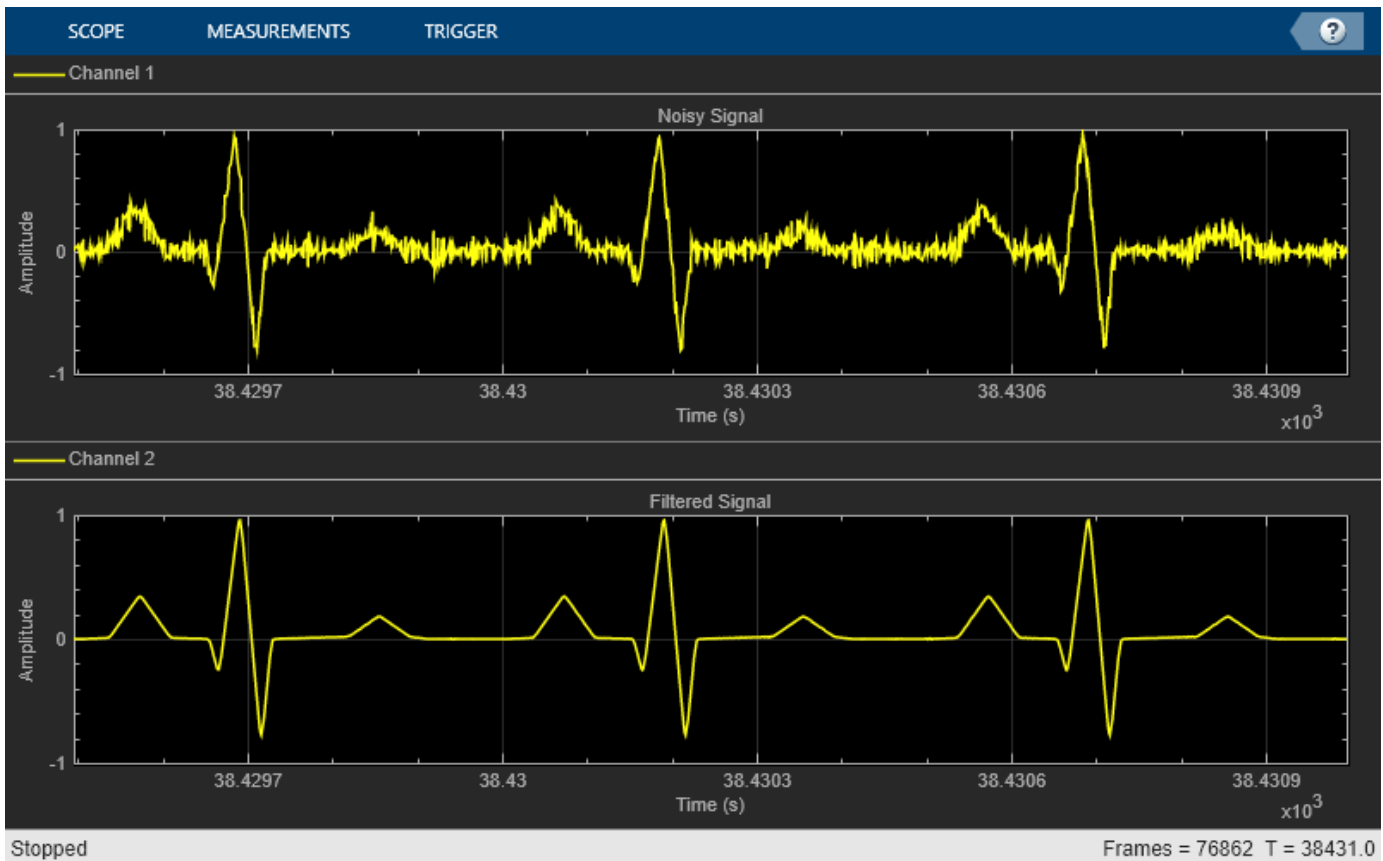 SCOPE MEASUREMENTS TRIGGER ?
Channel 1
Noisy Signal
1
0
-1
Amplitude
38.4297 38.43 38.4303 38.4306 38.4309
Time (s)
x10^3
Channel 2
Filtered Signal
1
0
-1
Amplitude
38.4297 38.43 38.4303 38.4306 38.4309
Time (s)
x10^3
Stopped Frames = 76862 T = 38431.0